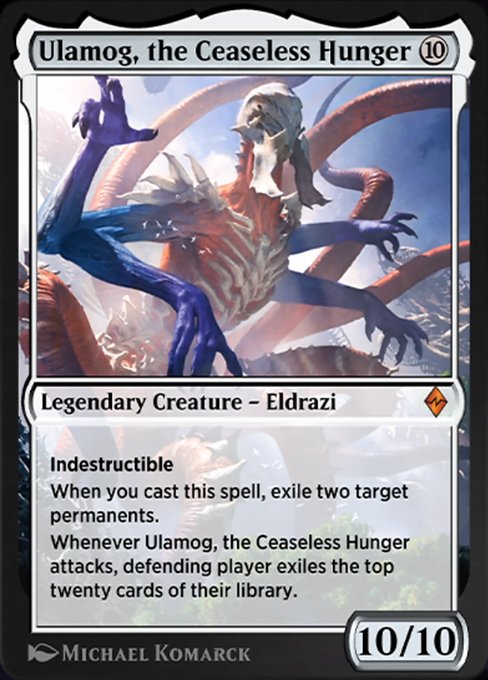 Ulamog, the Ceaseless Hunger 10
Legendary Creature – Eldrazi
Indestructible
When you cast this spell, exile two target
permanents.
Whenever Ulamog, the Ceaseless Hunger
attacks, defending player exiles the top
twenty cards of their library.
10/10
Michael Komarck